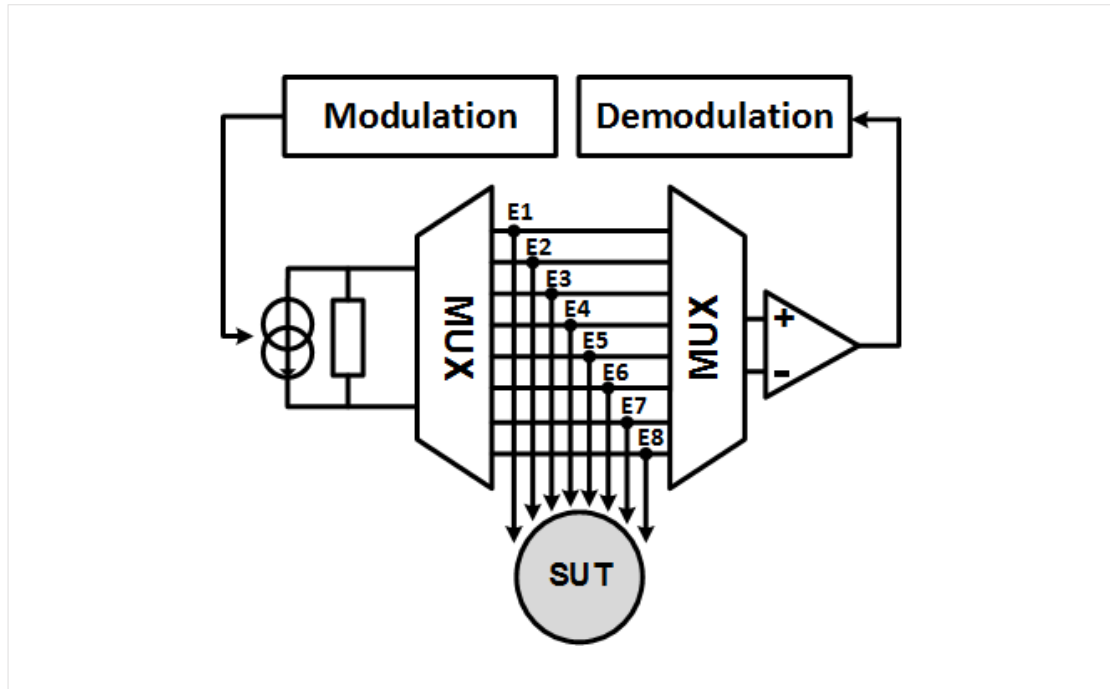 Modulation
Demodulation
E1
E2
E3
E4
E5
E6
E7
E8
MUX
MUX
+
-
SUT